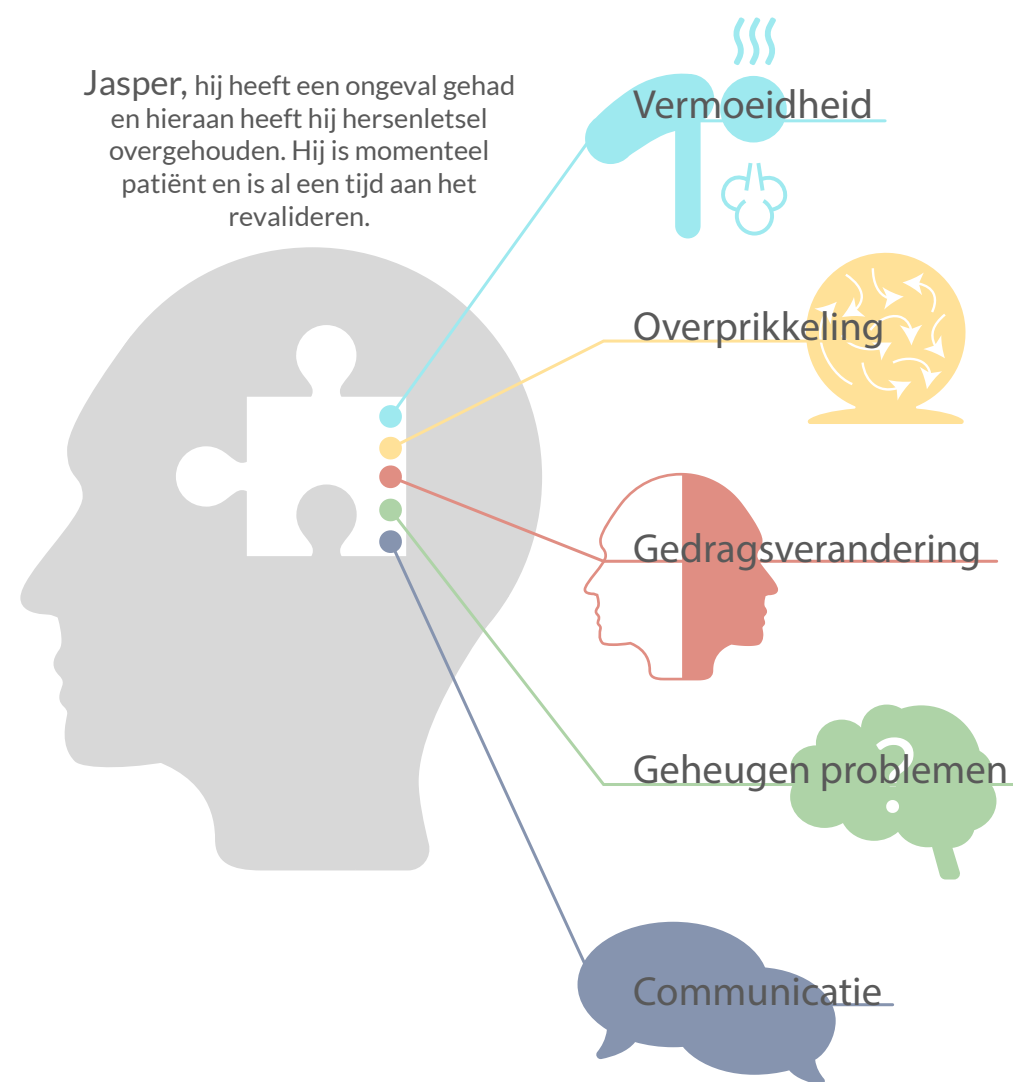 Jasper, hij heeft een ongeval gehad
en hieraan heeft hij hersenletsel
overgehouden. Hij is momenteel
patiënt en is al een tijd aan het
revalideren.
Vermoeidheid
Overprikkeling
Gedragsverandering
Geheugen problemen
Communicatie